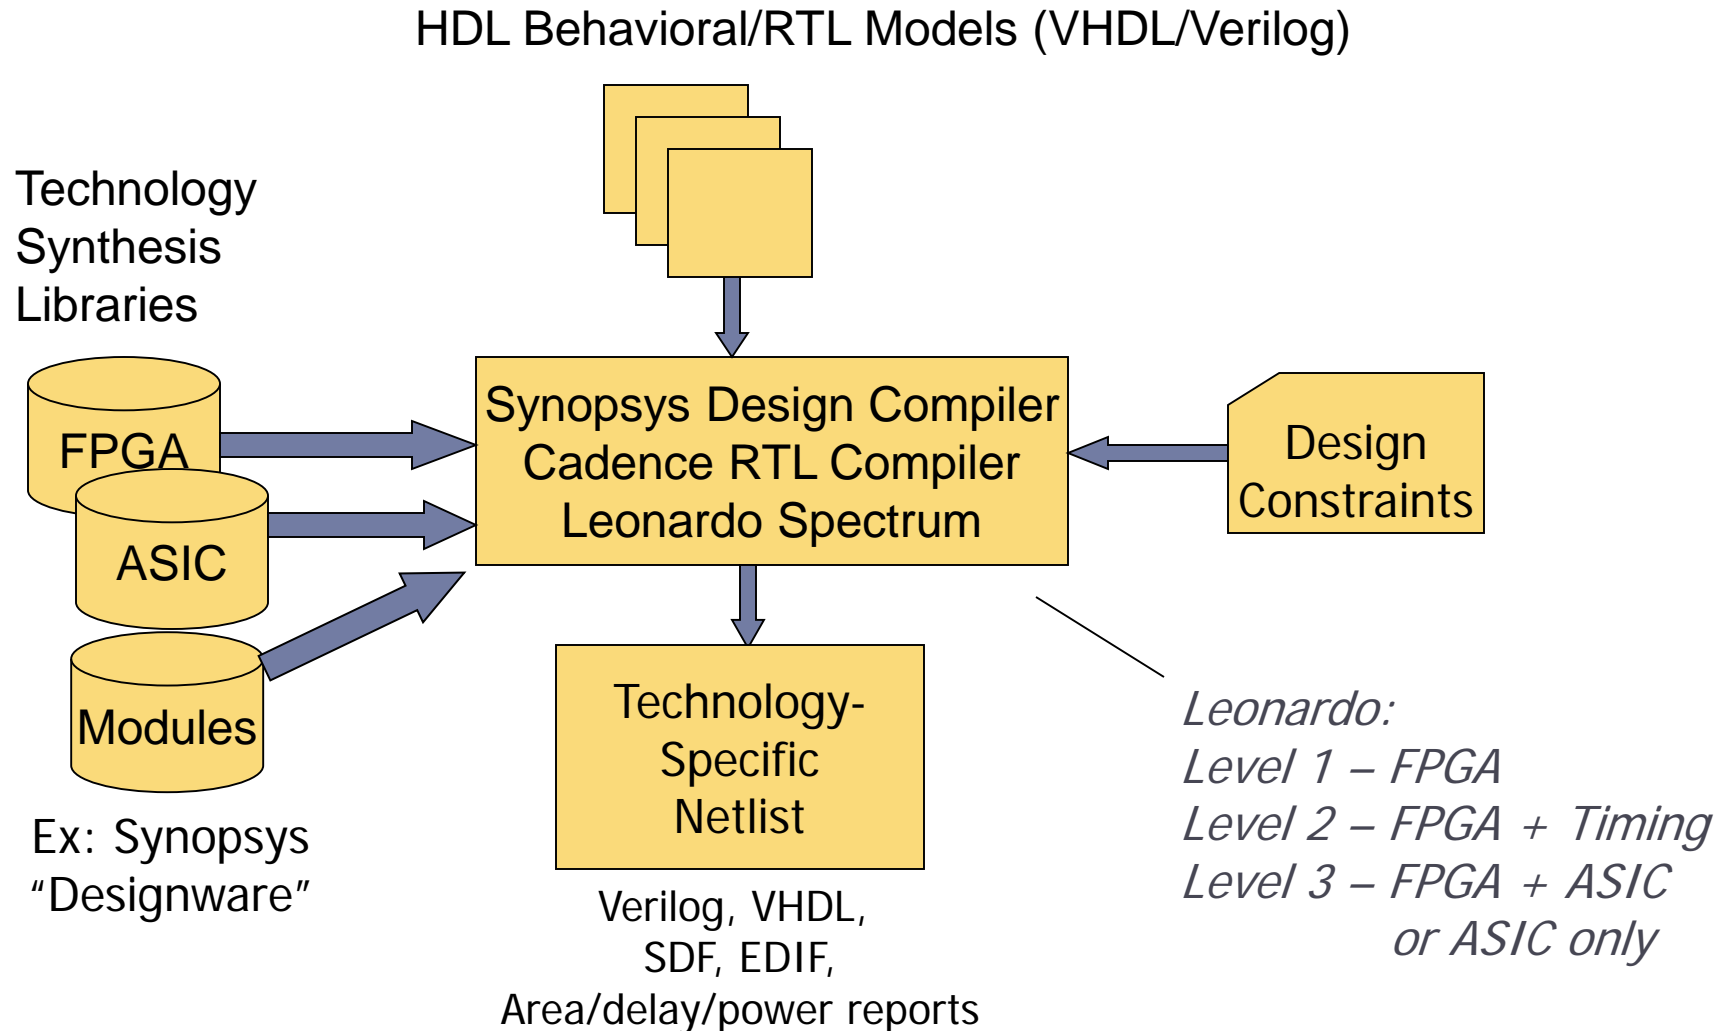 HDL Behavioral/RTL Models (VHDL/Verilog)
Technology
Synthesis
Libraries
FPGA
ASIC
Modules
Ex: Synopsys
“Designware”
Synopsys Design Compiler
Cadence RTL Compiler
Leonardo Spectrum
Design
Constraints
Technology-
Specific
Netlist
Verilog, VHDL,
SDF, EDIF,
Area/delay/power reports
Leonardo:
Level 1 – FPGA
Level 2 – FPGA + Timing
Level 3 – FPGA + ASIC
or ASIC only